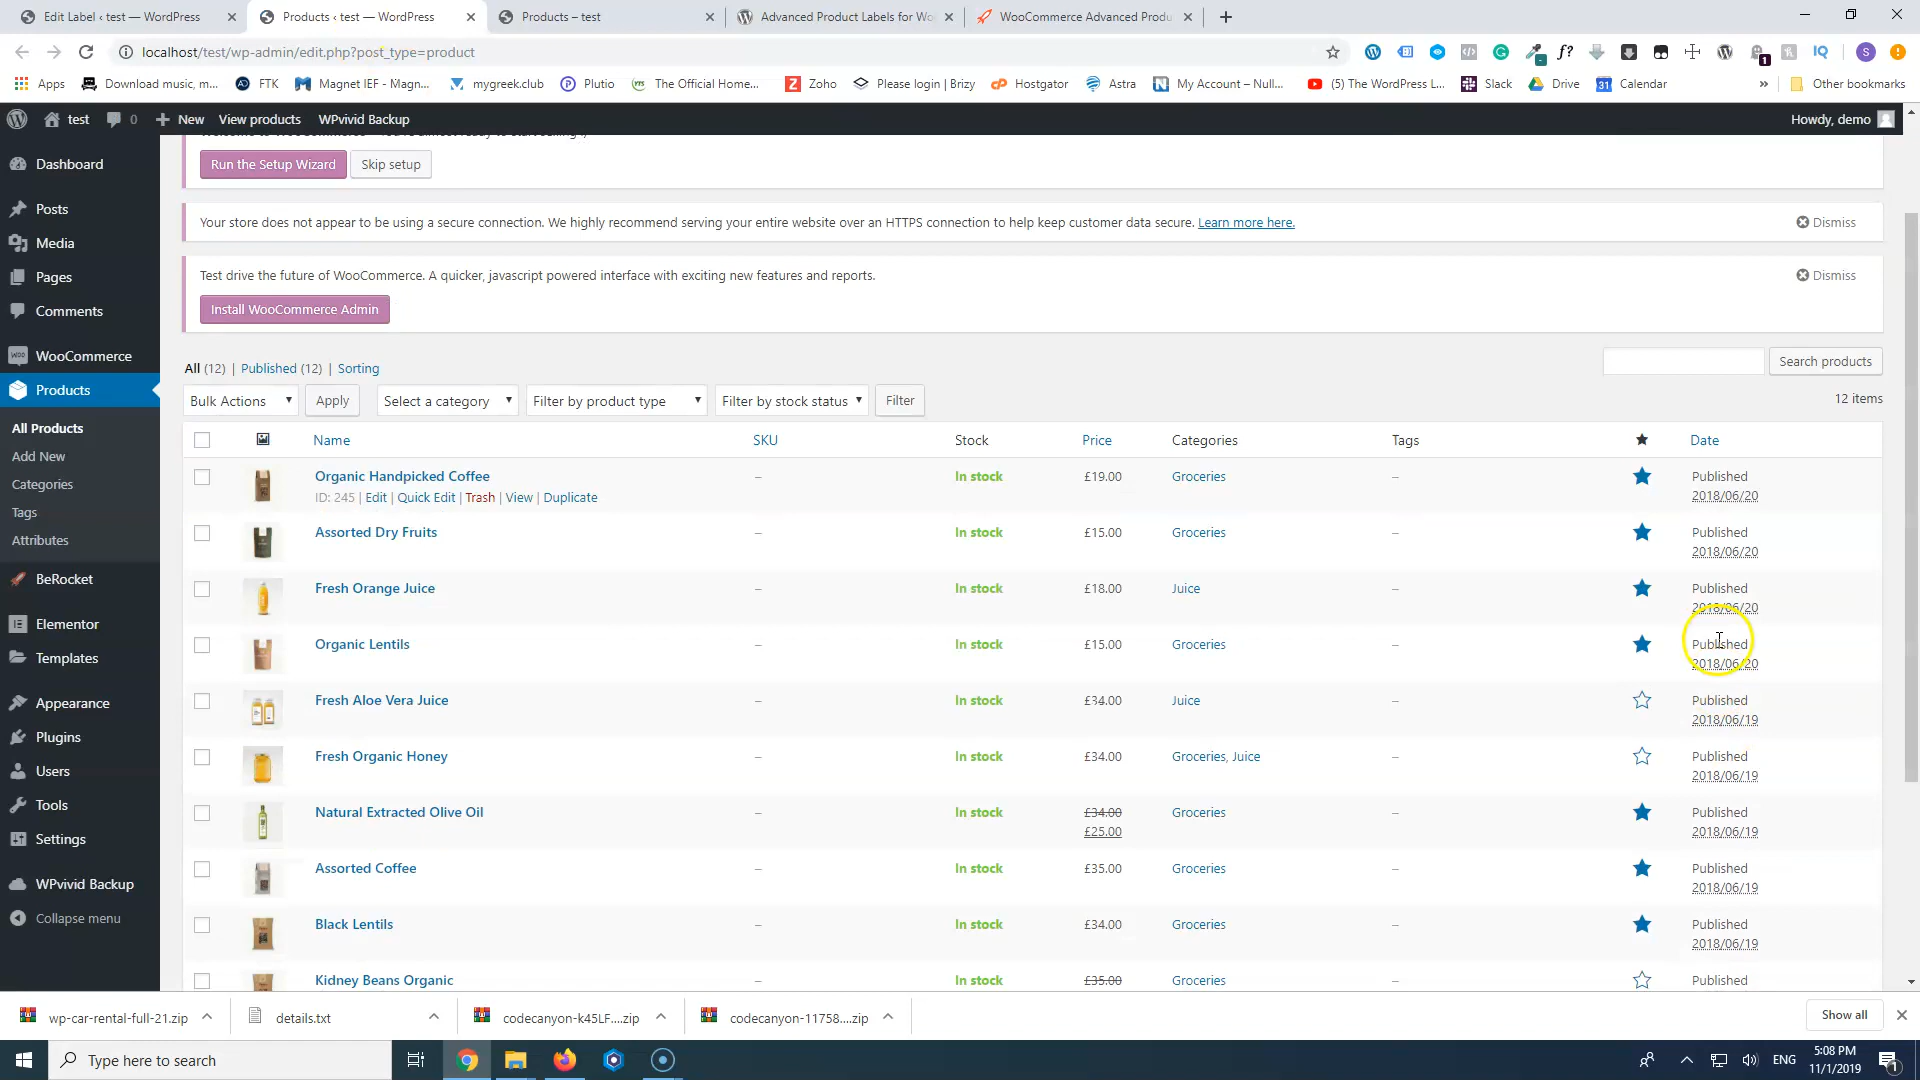 Edit Label ‹ test — WordPress
Products ‹ test — WordPress
Products – test
Advanced Product Labels for Wo
WooCommerce Advanced Produ
localhost/test/wp-admin/edit.php?post_type=product
Apps
Download music, m...
FTK
Magnet IEF - Magn...
mygreek.club
Plutio
The Official Home...
Zoho
Please login | Brizy
Hostgator
Astra
My Account – Null...
(5) The WordPress L...
Slack
Drive
Calendar
Other bookmarks
test
0
New
View products
WPvivid Backup
Howdy, demo
Dashboard
Posts
Media
Pages
Comments
WooCommerce
Products
All Products
Add New
Categories
Tags
Attributes
BeRocket
Elementor
Templates
Appearance
Plugins
Users
Tools
Settings
WPvivid Backup
Collapse menu
Run the Setup Wizard
Skip setup
Your store does not appear to be using a secure connection. We highly recommend serving your entire website over an HTTPS connection to help keep customer data secure. Learn more here.
Dismiss
Test drive the future of WooCommerce. A quicker, javascript powered interface with exciting new features and reports.
Dismiss
Install WooCommerce Admin
All (12) | Published (12) | Sorting
Search products
Bulk Actions
Apply
Select a category
Filter by product type
Filter by stock status
Filter
12 items
Name SKU Stock Price Categories Tags Date
Organic Handpicked Coffee – In stock £19.00 Groceries – Published
ID: 245 | Edit | Quick Edit | Trash | View | Duplicate 2018/06/20
Assorted Dry Fruits – In stock £15.00 Groceries – Published
2018/06/20
Fresh Orange Juice – In stock £18.00 Juice – Published
2018/06/20
Organic Lentils – In stock £15.00 Groceries – Published
2018/06/20
Fresh Aloe Vera Juice – In stock £34.00 Juice – Published
2018/06/19
Fresh Organic Honey – In stock £34.00 Groceries, Juice – Published
2018/06/19
Natural Extracted Olive Oil – In stock £34.00 Groceries – Published
£25.00 2018/06/19
Assorted Coffee – In stock £35.00 Groceries – Published
2018/06/19
Black Lentils – In stock £34.00 Groceries – Published
2018/06/19
Kidney Beans Organic – In stock £35.00 Groceries – Published
wp-car-rental-full-21.zip
details.txt
codecanyon-k45LF....zip
codecanyon-11758....zip
Show all
Type here to search
ENG
5:08 PM
11/1/2019